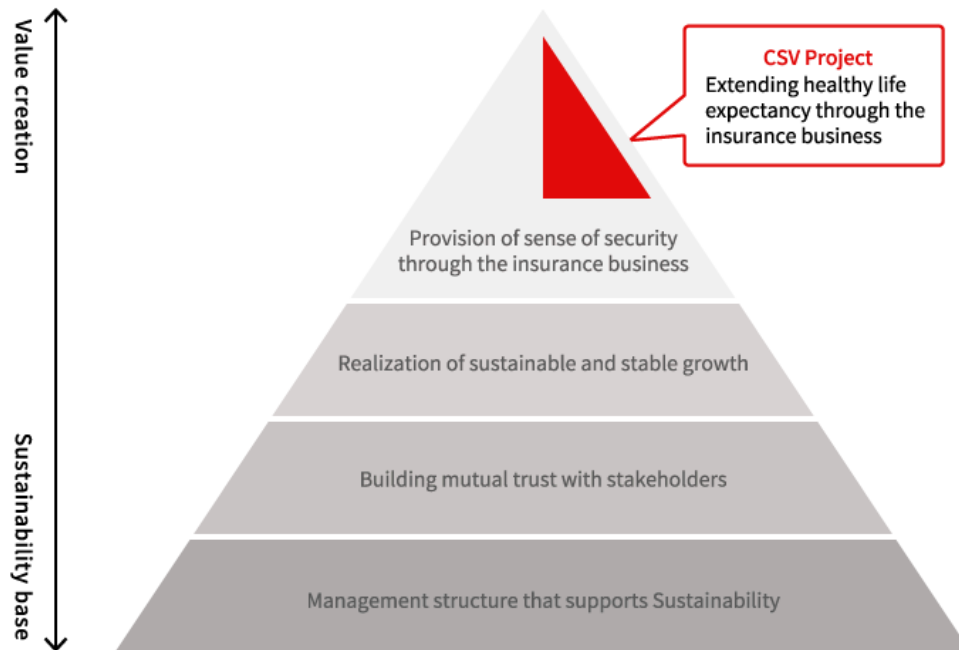 Value creation
Sustainability base
CSV Project
Extending healthy life
expectancy through the
insurance business
Provision of sense of security
through the insurance business
Realization of sustainable and stable growth
Building mutual trust with stakeholders
Management structure that supports Sustainability